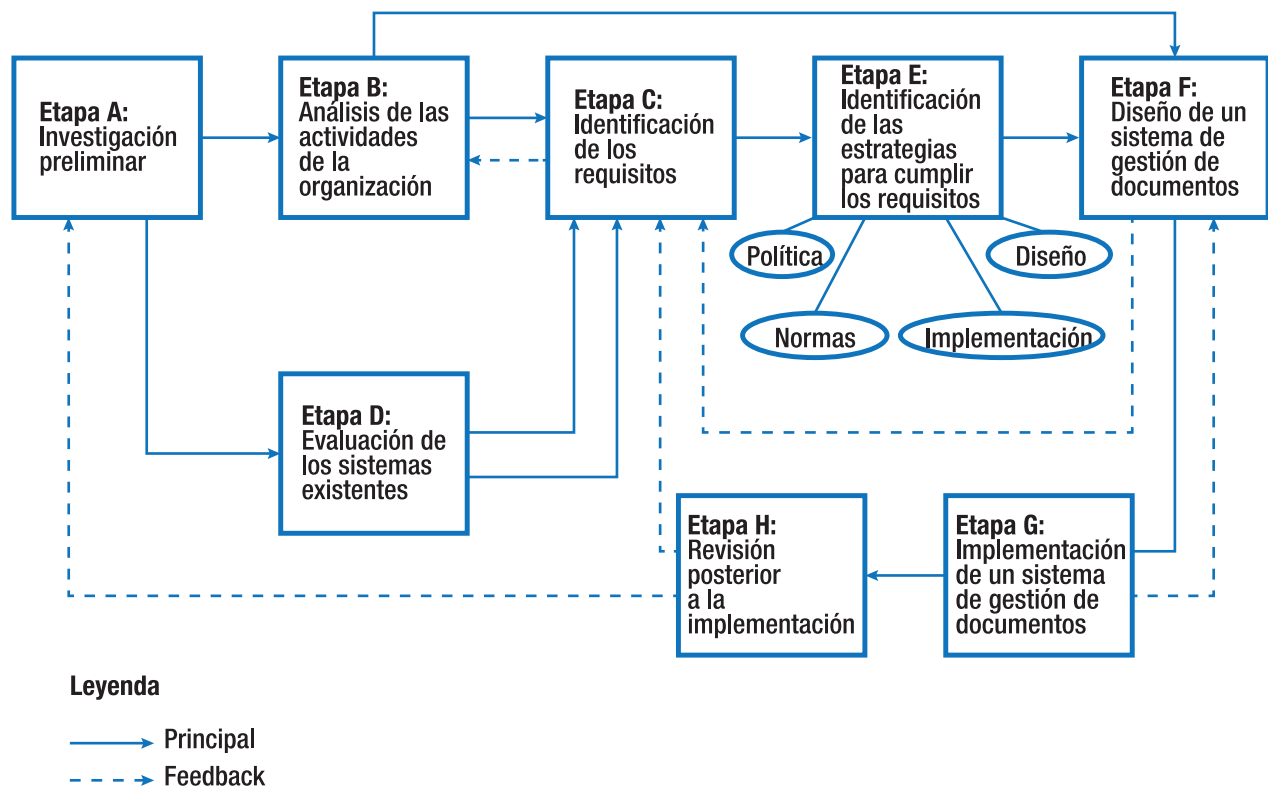 Etapa A:
Investigación
preliminar
Etapa B:
Análisis de las
actividades
de la
organización
Etapa C:
Identificación
de los
requisitos
Etapa E:
Identificación
de las
estrategias
para cumplir
los requisitos
Etapa F:
Diseño de un
sistema de
gestión de
documentos
Política
Diseño
Normas
Implementación
Etapa D:
Evaluación de
los sistemas
existentes
Etapa H:
Revisión
posterior
a la
implementación
Etapa G:
Implementación
de un sistema
de gestión de
documentos
Leyenda
Principal
Feedback